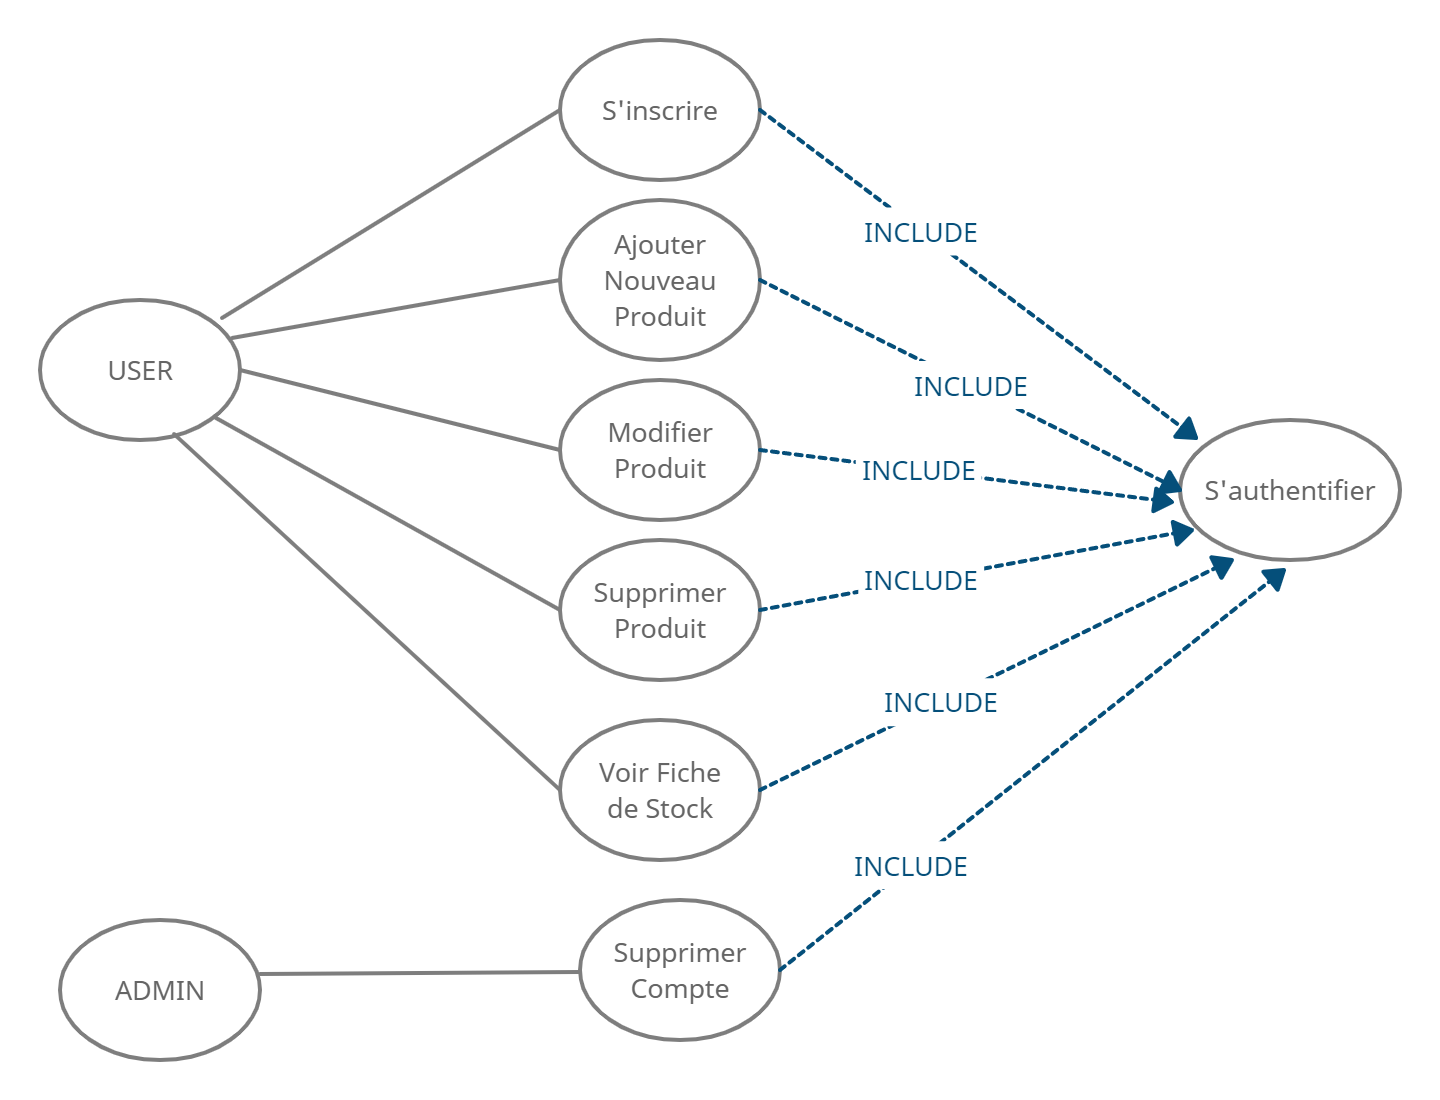 S'inscrire
INCLUDE
Ajouter
Nouveau
Produit
INCLUDE
USER
Modifier
Produit
INCLUDE
S'authentifier
Supprimer
Produit
INCLUDE
Voir Fiche
de Stock
INCLUDE
INCLUDE
ADMIN
Supprimer
Compte